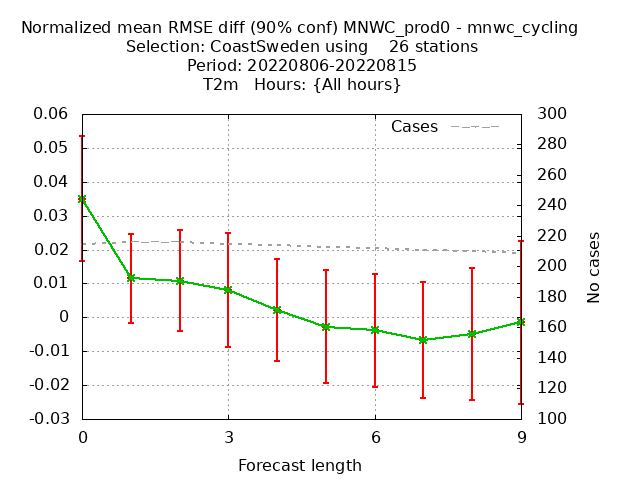 Normalized mean RMSE diff (90% conf) MNWC_prod0 - mnwc_cycling
Selection: CoastSweden using    26 stations
Period: 20220806-20220815
T2m   Hours: {All hours}
Cases
0.06
0.05
0.04
0.03
0.02
0.01
0
-0.01
-0.02
-0.03
300
280
260
240
220
200
180
160
140
120
100
No cases
0 3 6 9
Forecast length